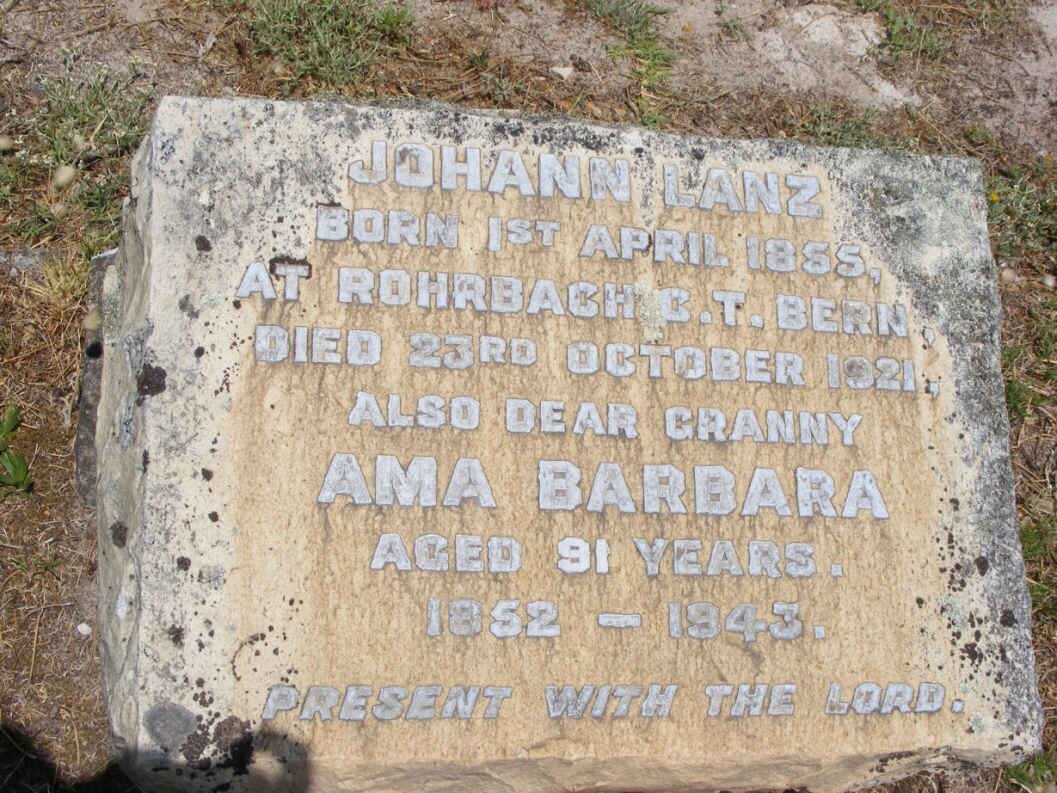 JOHANN LANZ
BORN 1ST APRIL 1855,
AT ROHRBACH C.T. BERN,
DIED 23RD OCTOBER 1921,
ALSO DEAR GRANNY
AMA BARBARA
AGED 91 YEARS.
1852 – 1943.
PRESENT WITH THE LORD.